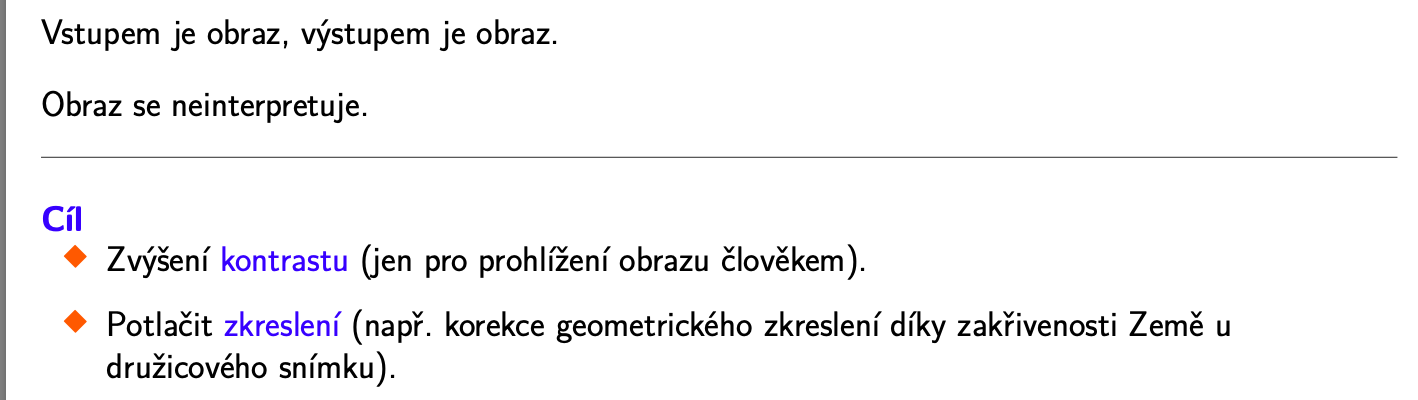 Vstupem je obraz, výstupem je obraz.
Obraz se neinterpretuje.
Cíl
Zvýšení kontrastu (jen pro prohlížení obrazu člověkem).
Potlačit zkreslení (např. korekce geometrického zkreslení díky zakřivenosti Země u
družicového snímku).